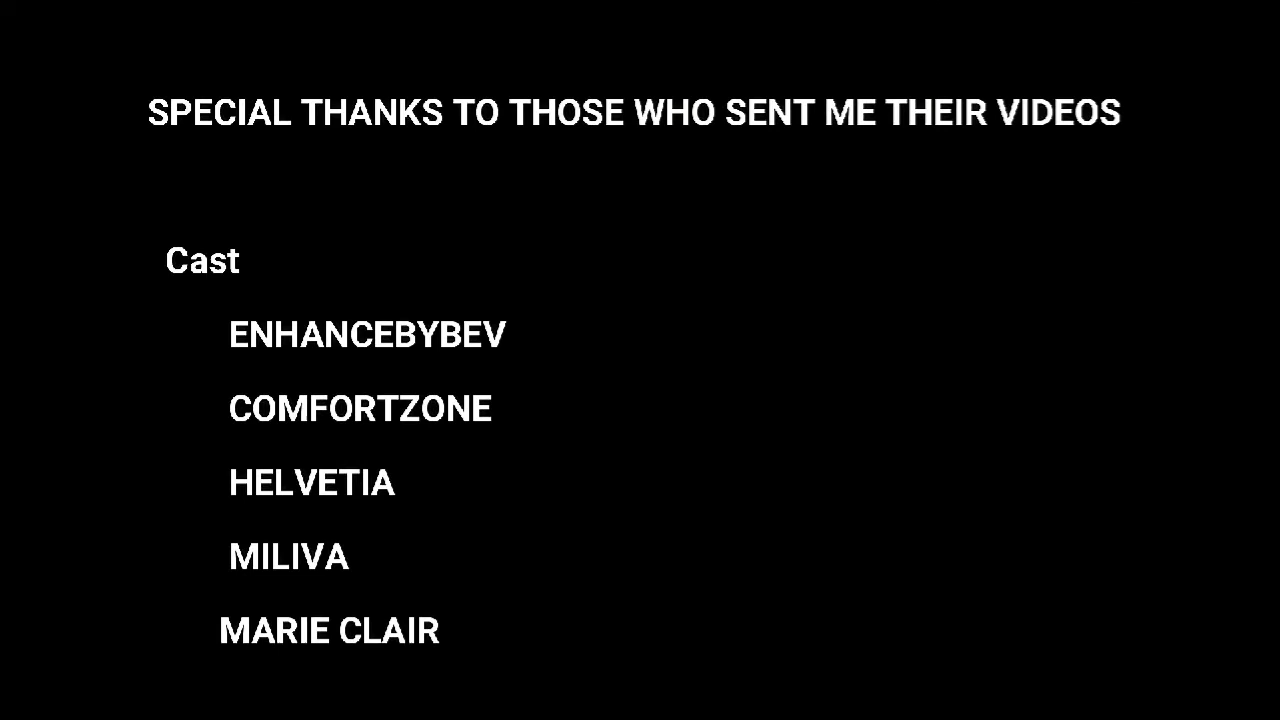 SPECIAL THANKS TO THOSE WHO SENT ME THEIR VIDEOS
Cast
ENHANCEBYBEV
COMFORTZONE
HELVETIA
MILIVA
MARIE CLAIR